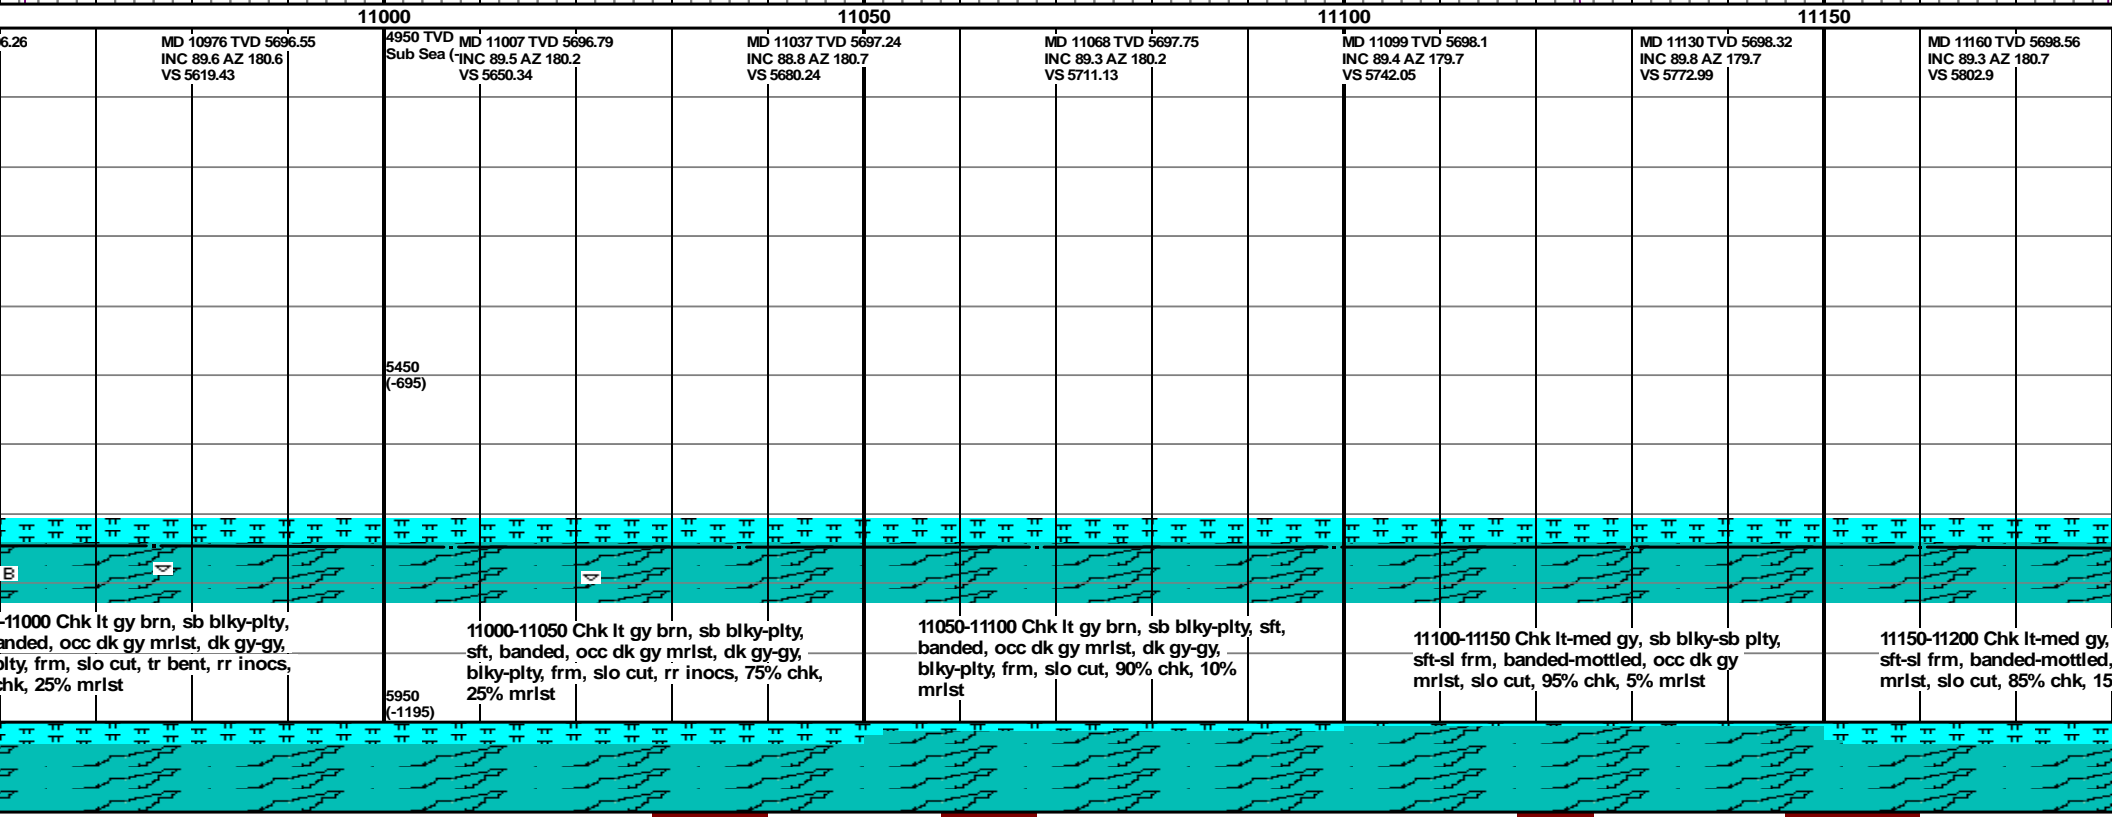 11000 11050 11100 11150
6.26
MD 10976 TVD 5696.55
INC 89.6 AZ 180.6
VS 5619.43
4950 TVD
Sub Sea (-
MD 11007 TVD 5696.79
INC 89.5 AZ 180.2
VS 5650.34
MD 11037 TVD 5697.24
INC 88.8 AZ 180.7
VS 5680.24
MD 11068 TVD 5697.75
INC 89.3 AZ 180.2
VS 5711.13
MD 11099 TVD 5698.1
INC 89.4 AZ 179.7
VS 5742.05
MD 11130 TVD 5698.32
INC 89.8 AZ 179.7
VS 5772.99
MD 11160 TVD 5698.56
INC 89.3 AZ 180.7
VS 5802.9
5450
(-695)
B
-11000 Chk lt gy brn, sb blky-plty,
anded, occ dk gy mrlst, dk gy-gy,
plty, frm, slo cut, tr bent, rr inocs,
chk, 25% mrlst
5950
(-1195)
11000-11050 Chk lt gy brn, sb blky-plty,
sft, banded, occ dk gy mrlst, dk gy-gy,
blky-plty, frm, slo cut, rr inocs, 75% chk,
25% mrlst
11050-11100 Chk lt gy brn, sb blky-plty, sft,
banded, occ dk gy mrlst, dk gy-gy,
blky-plty, frm, slo cut, 90% chk, 10%
mrlst
11100-11150 Chk lt-med gy, sb blky-sb plty,
sft-sl frm, banded-mottled, occ dk gy
mrlst, slo cut, 95% chk, 5% mrlst
11150-11200 Chk lt-med gy,
sft-sl frm, banded-mottled,
mrlst, slo cut, 85% chk, 15